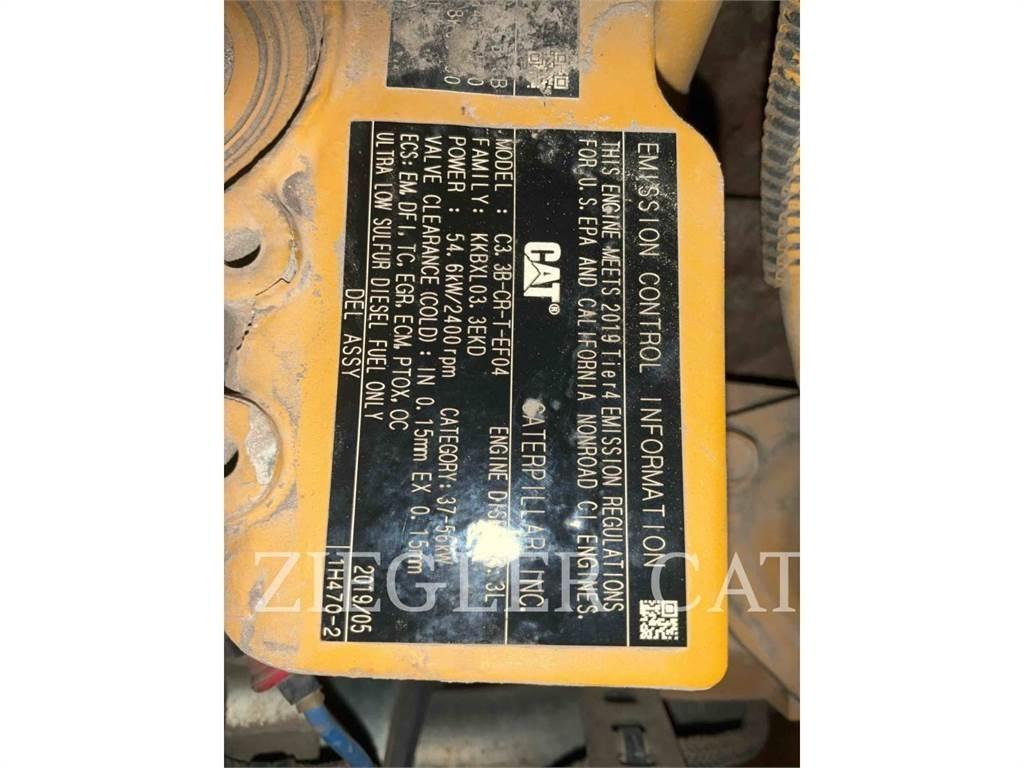 EMISSION CONTROL INFORMATION
THIS ENGINE MEETS 2019 Tier4 EMISSION REGULATIONS
FOR U.S. EPA AND CALIFORNIA NONROAD CI ENGINES.
CAT® CATERPILLAR INC.
MODEL : C3.3B-CR-T-EF04 ENGINE 3L
FAMILY: KKBXL03.3EKD
POWER : 54.6kW/2400rpm CATEGORY: 37-56kW
VALVE CLEARANCE (COLD) : IN 0.15mm EX 0.15mm
ECS: EM, DFI, TC, EGR, ECM, PTOX, OC
ULTRA LOW SULFUR DIESEL FUEL ONLY
2019/05
DEL ASSY 1H470-2
ZIEGLER CAT